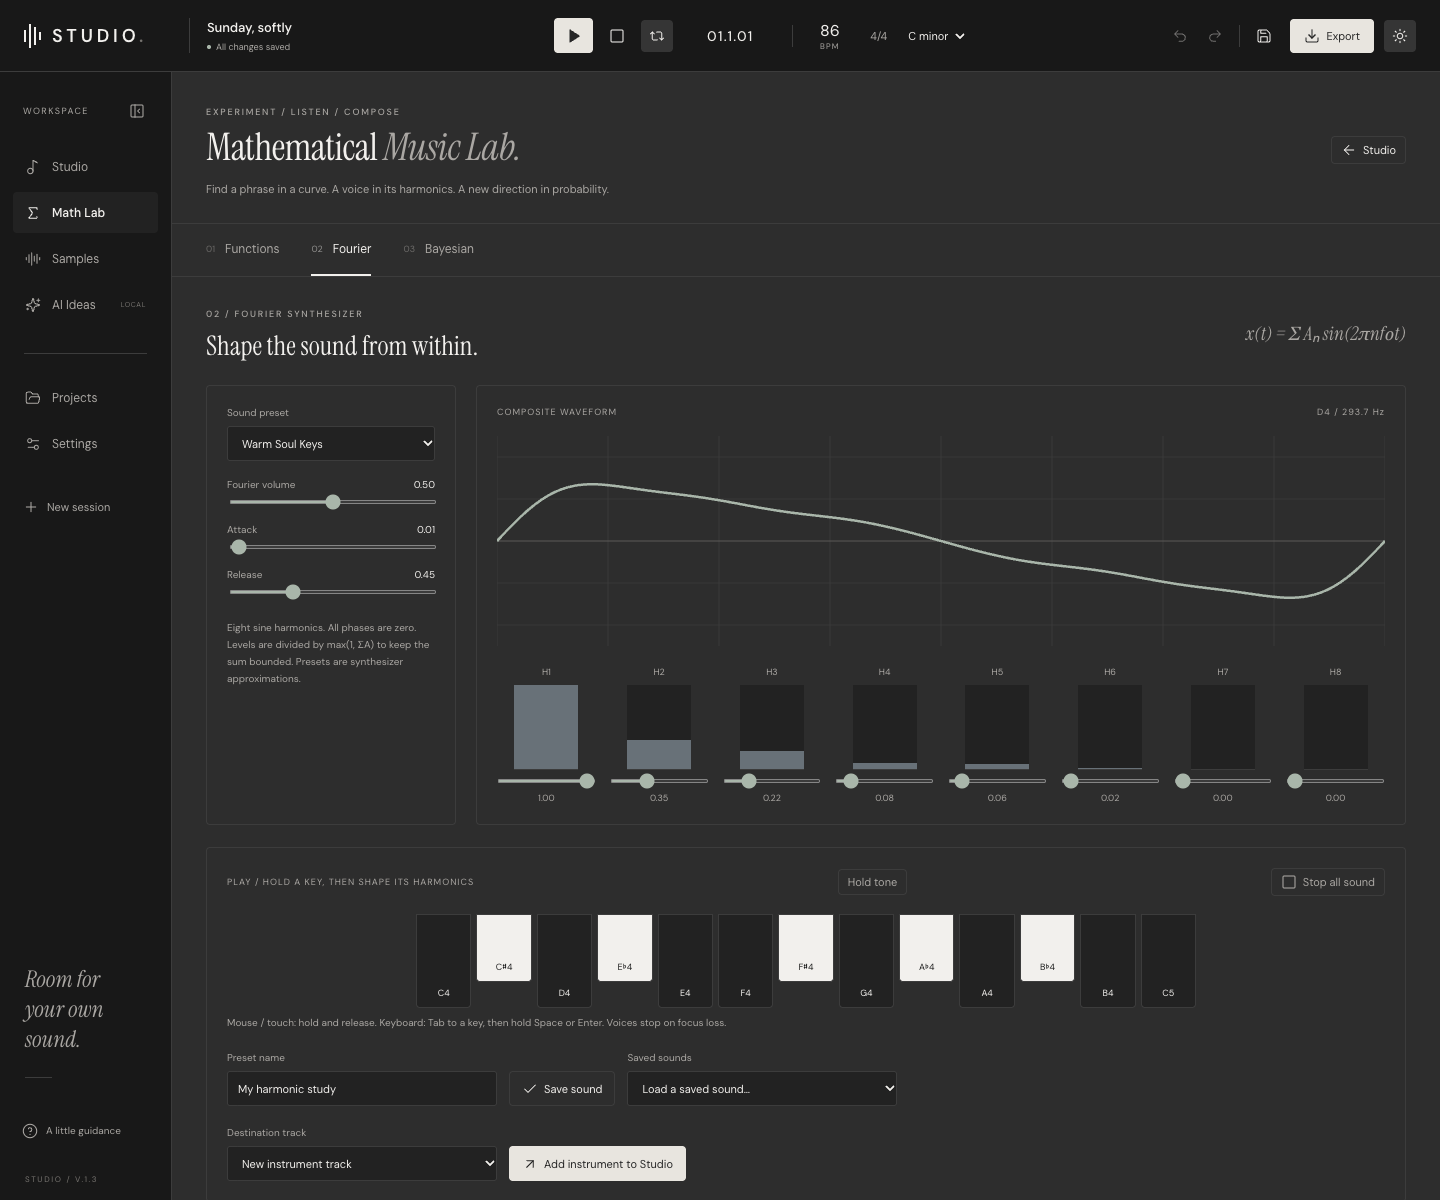 STUDIO.
Sunday, softly
All changes saved
01.1.01
86
BPM
4/4
C minor
Export
WORKSPACE
Studio
Math Lab
Samples
AI Ideas
LOCAL
Projects
Settings
New session
Room for
your own
sound.
A little guidance
STUDIO / V.1.3
EXPERIMENT / LISTEN / COMPOSE
Mathematical Music Lab.
Find a phrase in a curve. A voice in its harmonics. A new direction in probability.
Studio
01 Functions
02 Fourier
03 Bayesian
02 / FOURIER SYNTHESIZER
Shape the sound from within.
x(t) = Σ Aₙ sin(2πnf₀t)
Sound preset
Warm Soul Keys
Fourier volume 0.50
Attack 0.01
Release 0.45
Eight sine harmonics. All phases are zero.
Levels are divided by max(1, ΣA) to keep the
sum bounded. Presets are synthesizer
approximations.
COMPOSITE WAVEFORM
D4 / 293.7 Hz
H1 H2 H3 H4 H5 H6 H7 H8
1.00 0.35 0.22 0.08 0.06 0.02 0.00 0.00
PLAY / HOLD A KEY, THEN SHAPE ITS HARMONICS
Hold tone
Stop all sound
C♯4 E♭4 F♯4 A♭4 B♭4
C4 D4 E4 F4 G4 A4 B4 C5
Mouse / touch: hold and release. Keyboard: Tab to a key, then hold Space or Enter. Voices stop on focus loss.
Preset name
My harmonic study
Save sound
Saved sounds
Load a saved sound…
Destination track
New instrument track
Add instrument to Studio